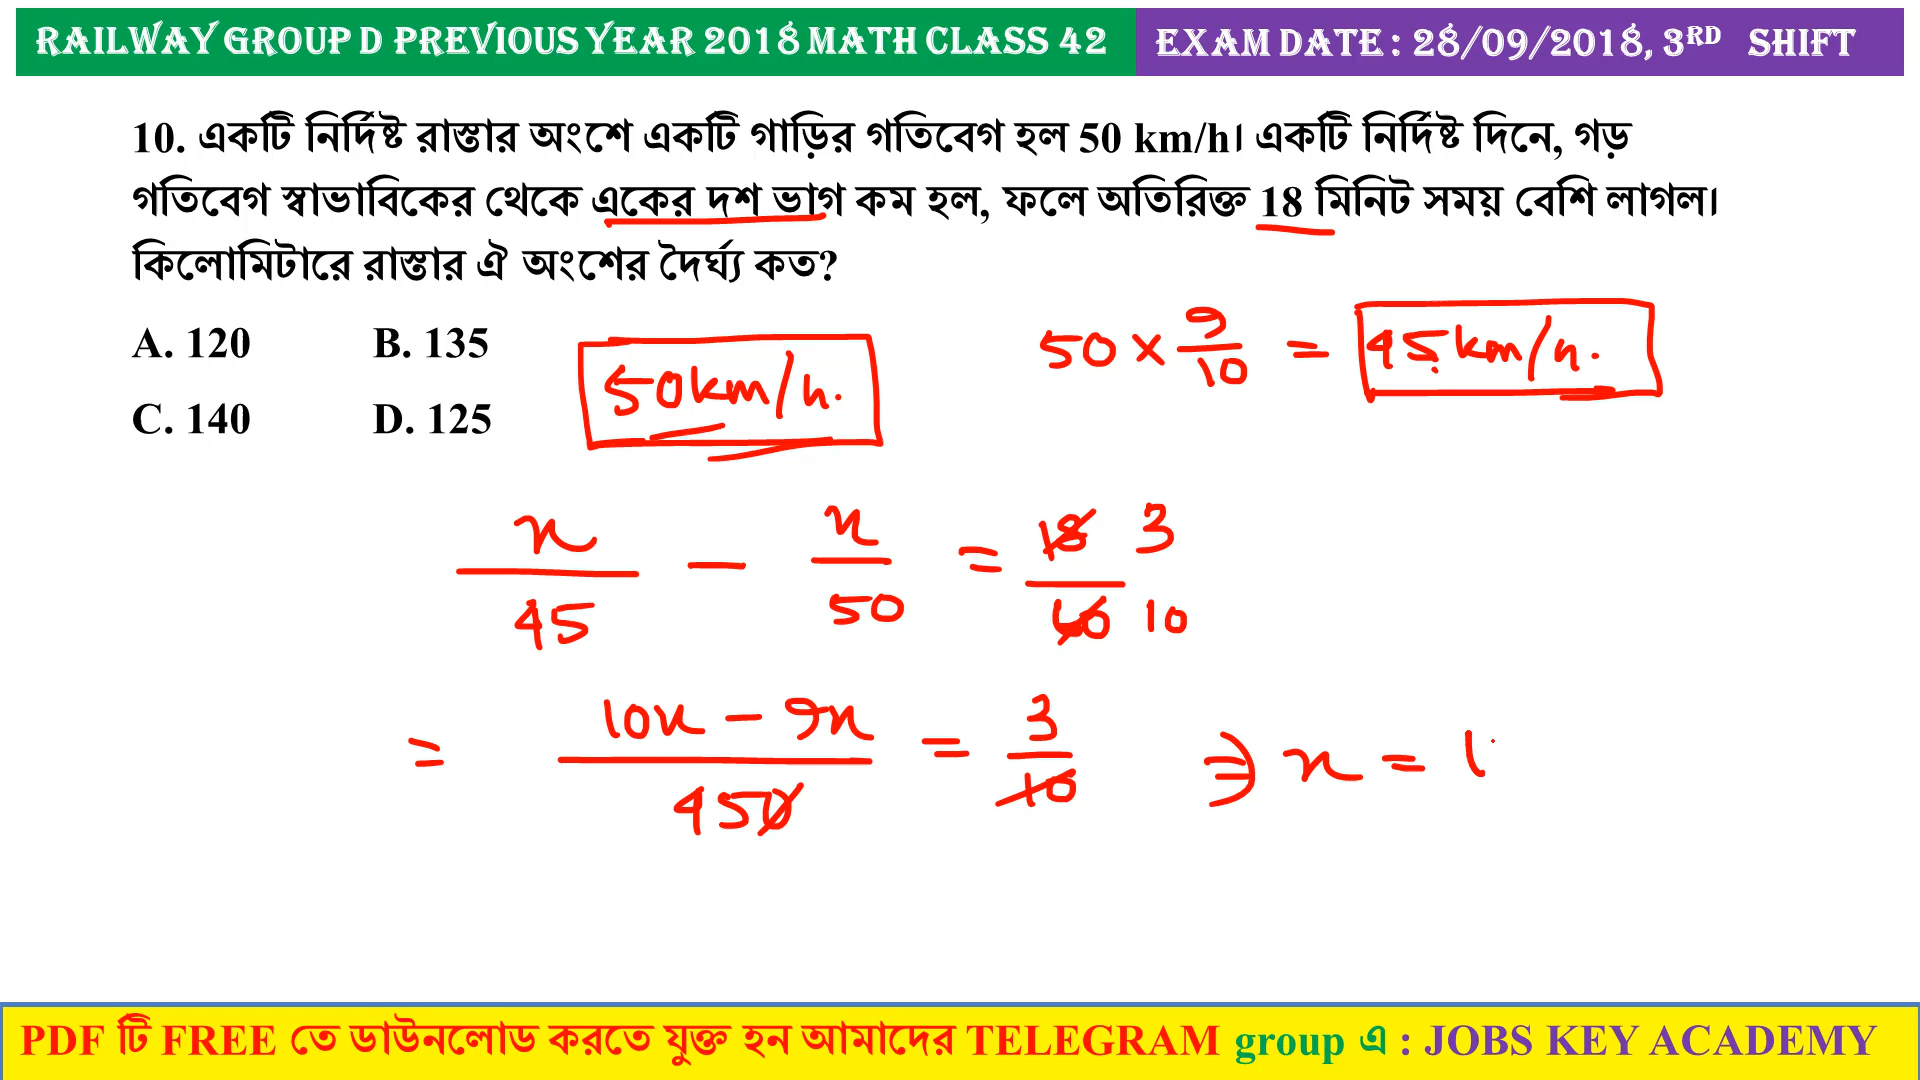 RAILWAY GROUP D PREVIOUS YEAR 2018 MATH CLASS 42 EXAM DATE : 28/09/2018, 3RD SHIFT
10. একটি নির্দিষ্ট রাস্তার অংশে একটি গাড়ির গতিবেগ হল 50 km/h। একটি নির্দিষ্ট দিনে, গড়
গতিবেগ স্বাভাবিকের থেকে একের দশ ভাগ কম হল, ফলে অতিরিক্ত 18 মিনিট সময় বেশি লাগল।
কিলোমিটারে রাস্তার ঐ অংশের দৈর্ঘ্য কত?
A. 120 B. 135
C. 140 D. 125
50km/h.
50 × 9/10 = 45km/h.
x/45 - x/50 = 18/60 3/10
= 10x - 9x/450 = 3/10 ⇒ x = 1
PDF টি FREE তে ডাউনলোড করতে যুক্ত হন আমাদের TELEGRAM group এ : JOBS KEY ACADEMY